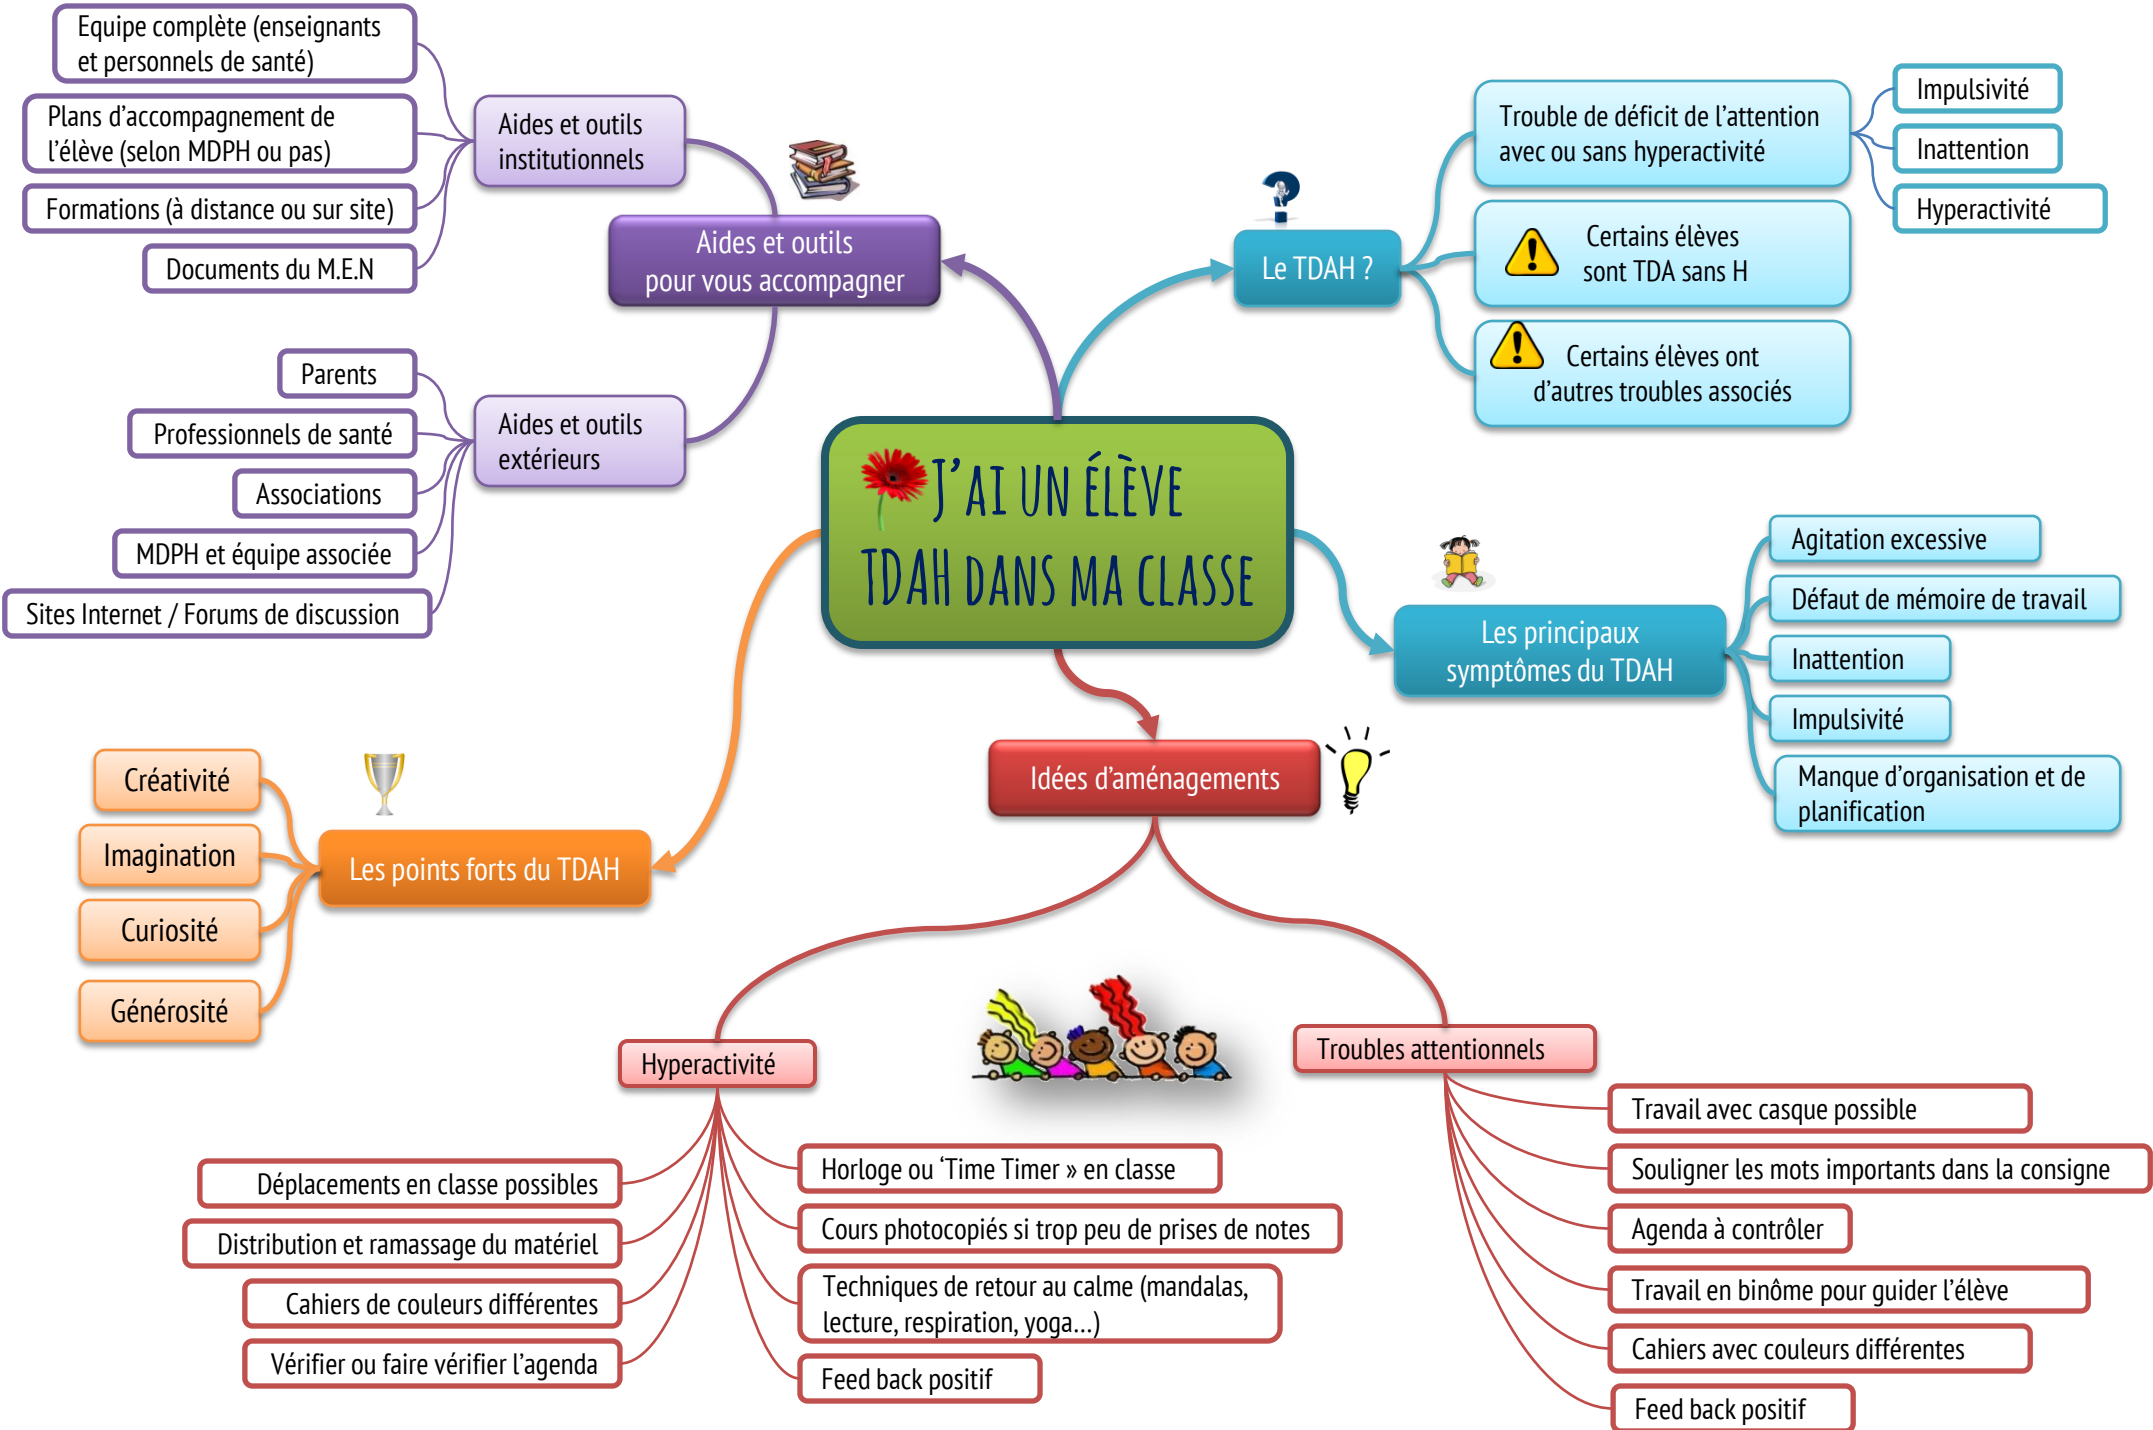 J'ai un élève
TDAH dans ma classe
Le TDAH ?
Trouble de déficit de l'attention
avec ou sans hyperactivité
Impulsivité
Inattention
Hyperactivité
Certains élèves
sont TDA sans H
Certains élèves ont
d'autres troubles associés
Les principaux
symptômes du TDAH
Agitation excessive
Défaut de mémoire de travail
Inattention
Impulsivité
Manque d'organisation et de
planification
Idées d'aménagements
Troubles attentionnels
Travail avec casque possible
Souligner les mots importants dans la consigne
Agenda à contrôler
Travail en binôme pour guider l'élève
Cahiers avec couleurs différentes
Feed back positif
Hyperactivité
Horloge ou ‘Time Timer » en classe
Cours photocopiés si trop peu de prises de notes
Techniques de retour au calme (mandalas,
lecture, respiration, yoga...)
Feed back positif
Déplacements en classe possibles
Distribution et ramassage du matériel
Cahiers de couleurs différentes
Vérifier ou faire vérifier l'agenda
Les points forts du TDAH
Créativité
Imagination
Curiosité
Générosité
Aides et outils
pour vous accompagner
Aides et outils
institutionnels
Equipe complète (enseignants
et personnels de santé)
Plans d'accompagnement de
l'élève (selon MDPH ou pas)
Formations (à distance ou sur site)
Documents du M.E.N
Aides et outils
extérieurs
Parents
Professionnels de santé
Associations
MDPH et équipe associée
Sites Internet / Forums de discussion